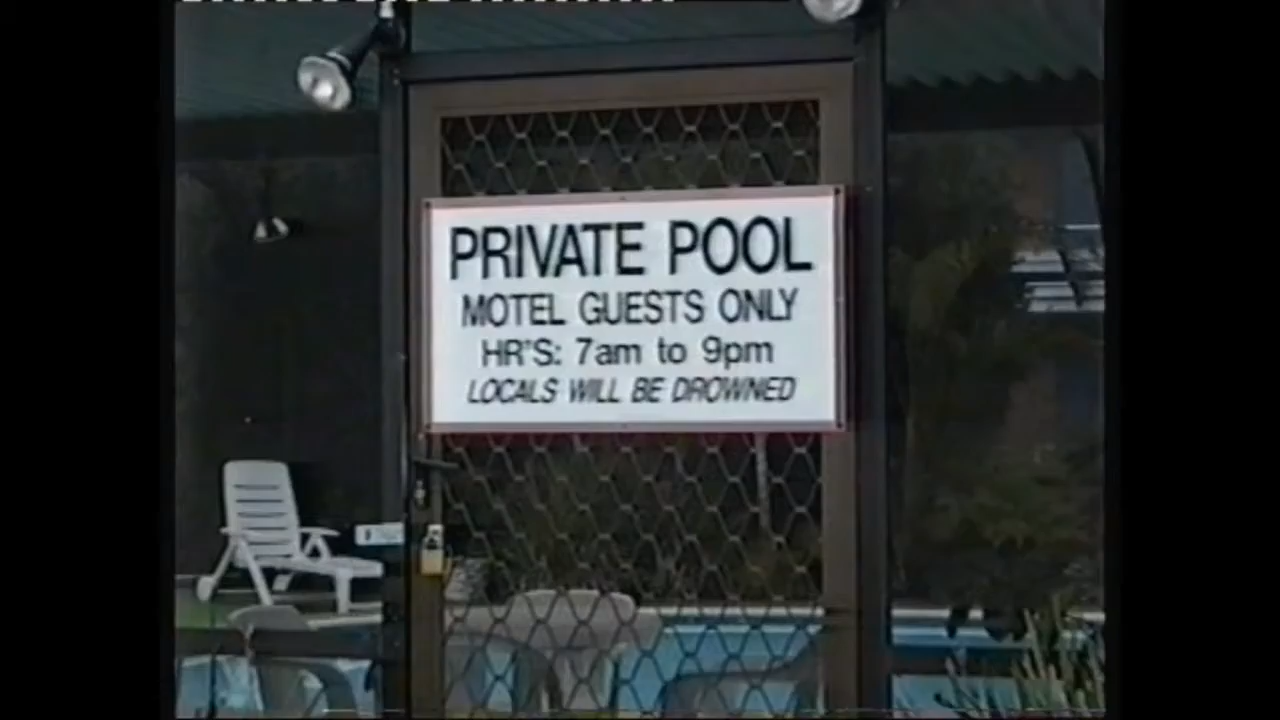 PRIVATE POOL
MOTEL GUESTS ONLY
HR'S: 7am to 9pm
LOCALS WILL BE DROWNED